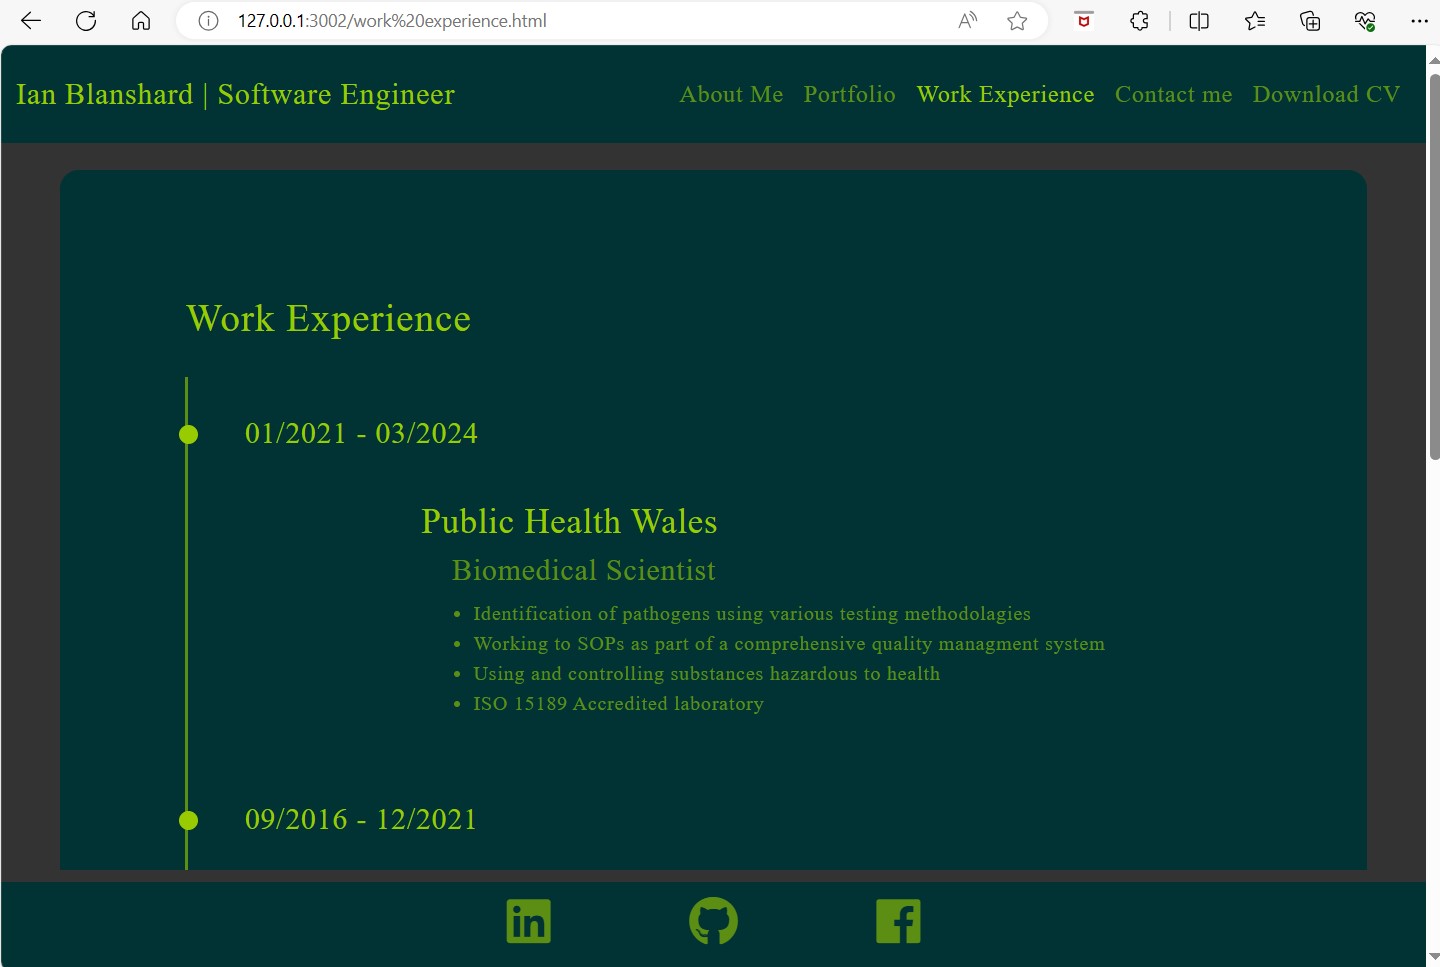 127.0.0.1:3002/work%20experience.html
Ian Blanshard | Software Engineer
About Me Portfolio Work Experience Contact me Download CV
Work Experience
01/2021 - 03/2024
Public Health Wales
Biomedical Scientist
• Identification of pathogens using various testing methodolagies
• Working to SOPs as part of a comprehensive quality managment system
• Using and controlling substances hazardous to health
• ISO 15189 Accredited laboratory
09/2016 - 12/2021